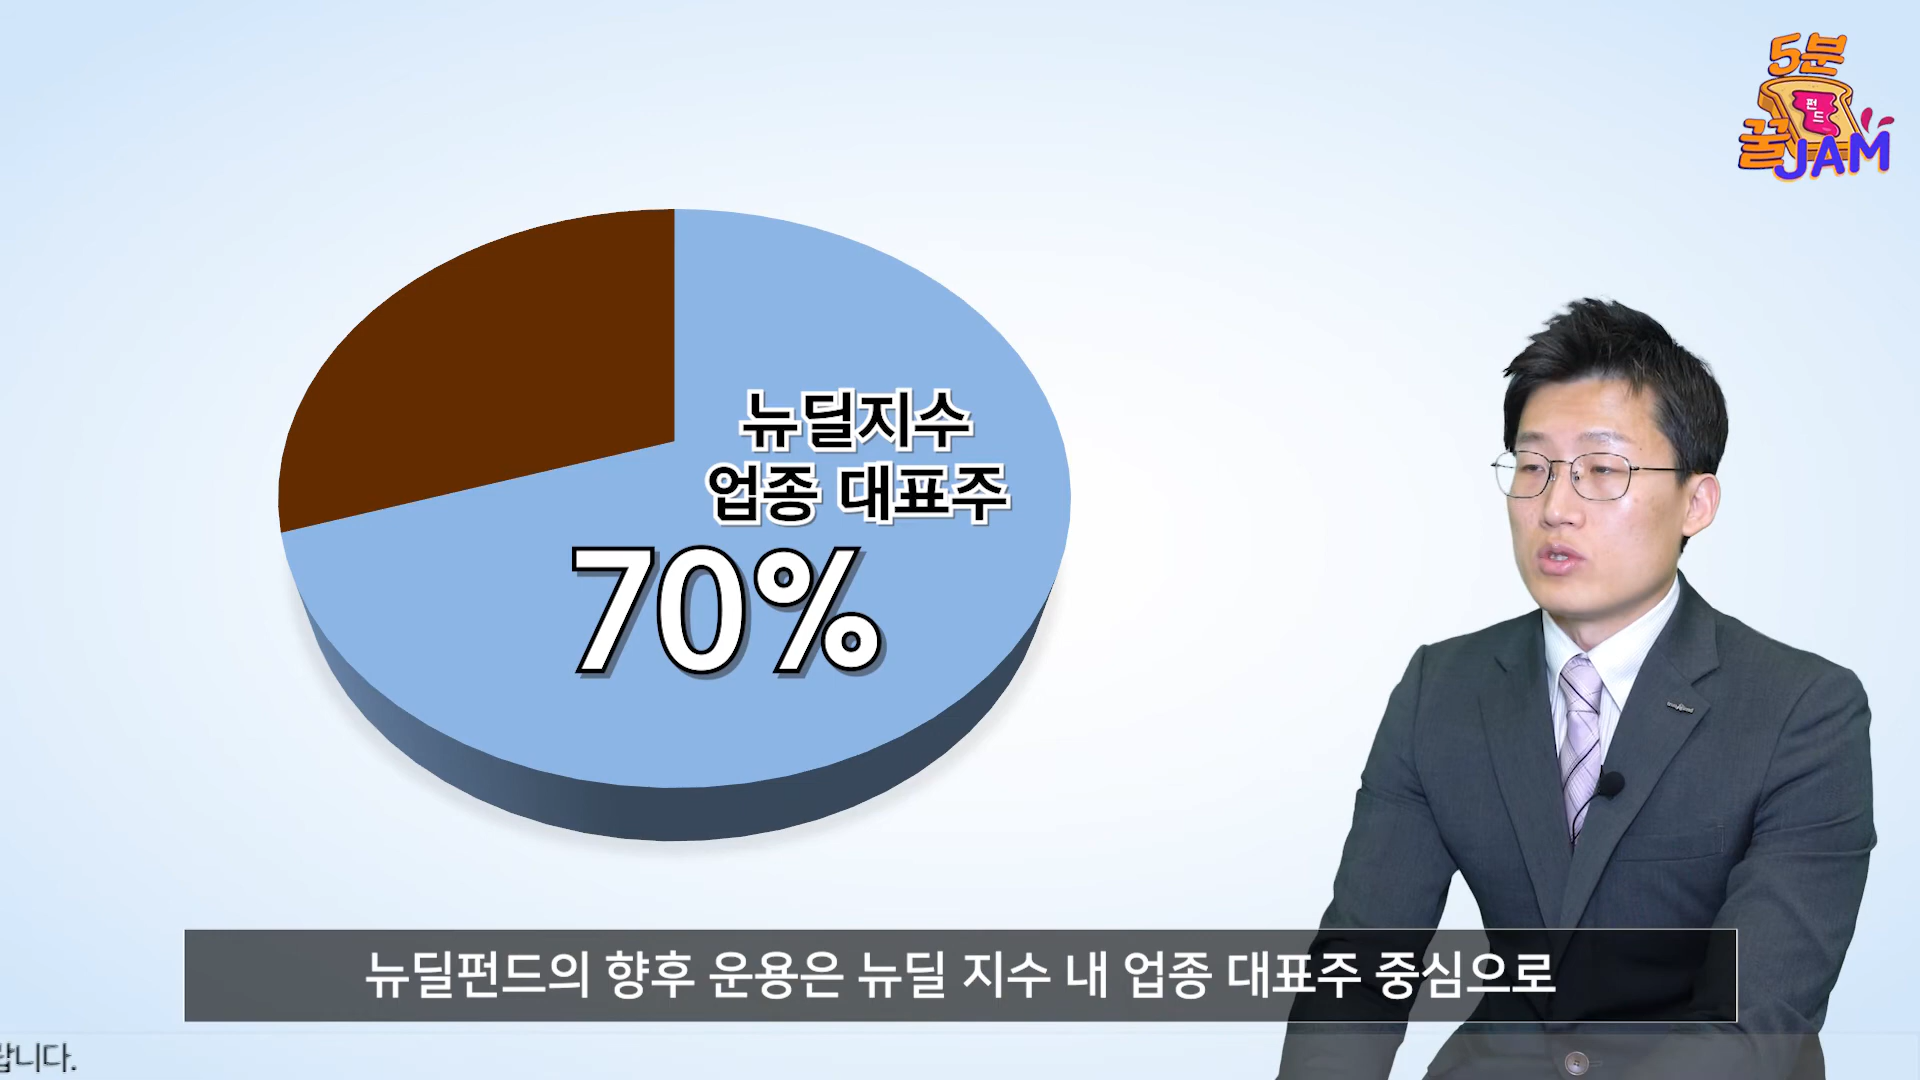 5분
펀드
꿀JAM
뉴딜지수
업종 대표주
70%
뉴딜펀드의 향후 운용은 뉴딜 지수 내 업종 대표주 중심으로
랍니다.